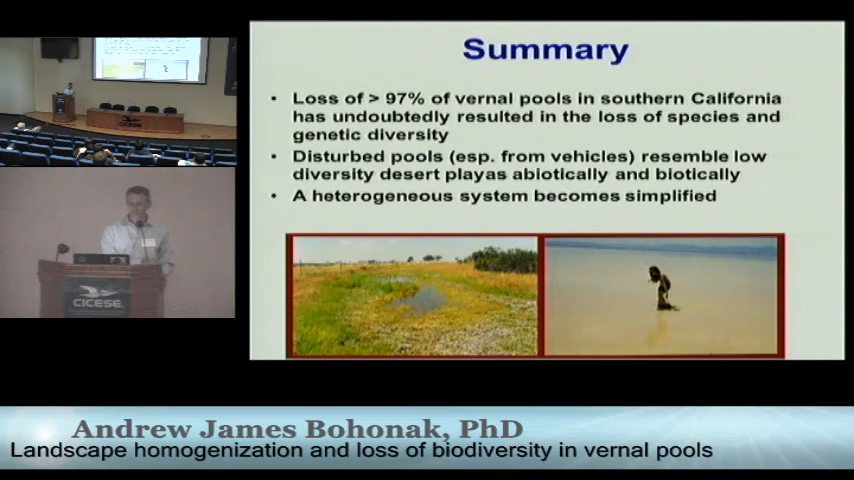 Summary
• Loss of > 97% of vernal pools in southern California
has undoubtedly resulted in the loss of species and
genetic diversity
• Disturbed pools (esp. from vehicles) resemble low
diversity desert playas abiotically and biotically
• A heterogeneous system becomes simplified
CICESE
Andrew James Bohonak, PhD
Landscape homogenization and loss of biodiversity in vernal pools